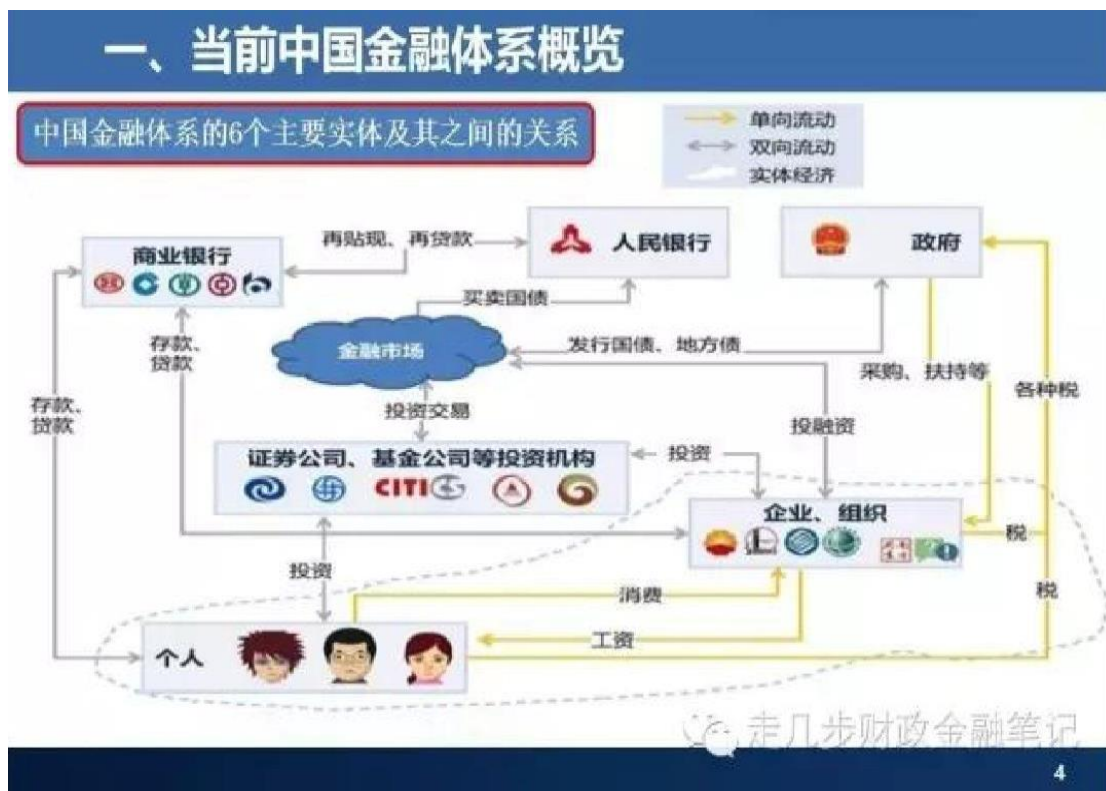 一、当前中国金融体系概览
中国金融体系的6个主要实体及其之间的关系
单向流动
双向流动
实体经济
商业银行
再贴现、再贷款
人民银行
政府
买卖国债
金融市场
发行国债、地方债
存款、
贷款
采购、扶持等
各种税
存款、
贷款
投资交易
投融资
证券公司、基金公司等投资机构
CITI
投资
企业、组织
税
投资
消费
税
工资
个人
走几步财政金融笔记
4